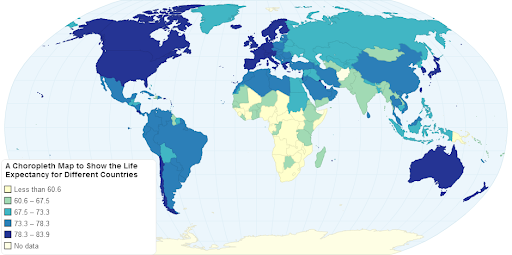 A Choropleth Map to Show the Life
Expectancy for Different Countries
Less than 60.6
60.6 – 67.5
67.5 – 73.3
73.3 – 78.3
78.3 – 83.9
No data